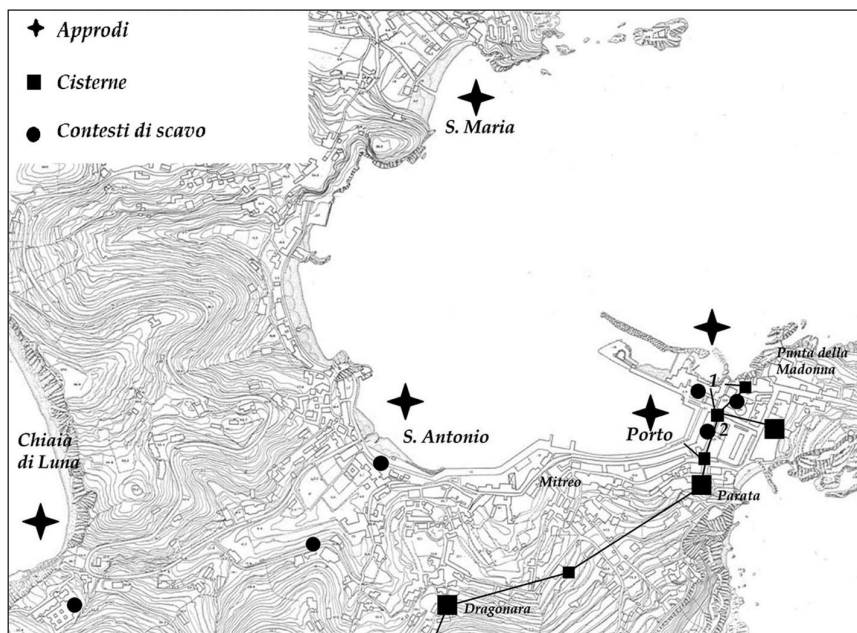 Approdi
Cisterne
Contesti di scavo
S. Maria
Punta della
Madonna
1
Chiaia
di Luna
S. Antonio
Porto
2
Mitreo
Parata
Dragonara